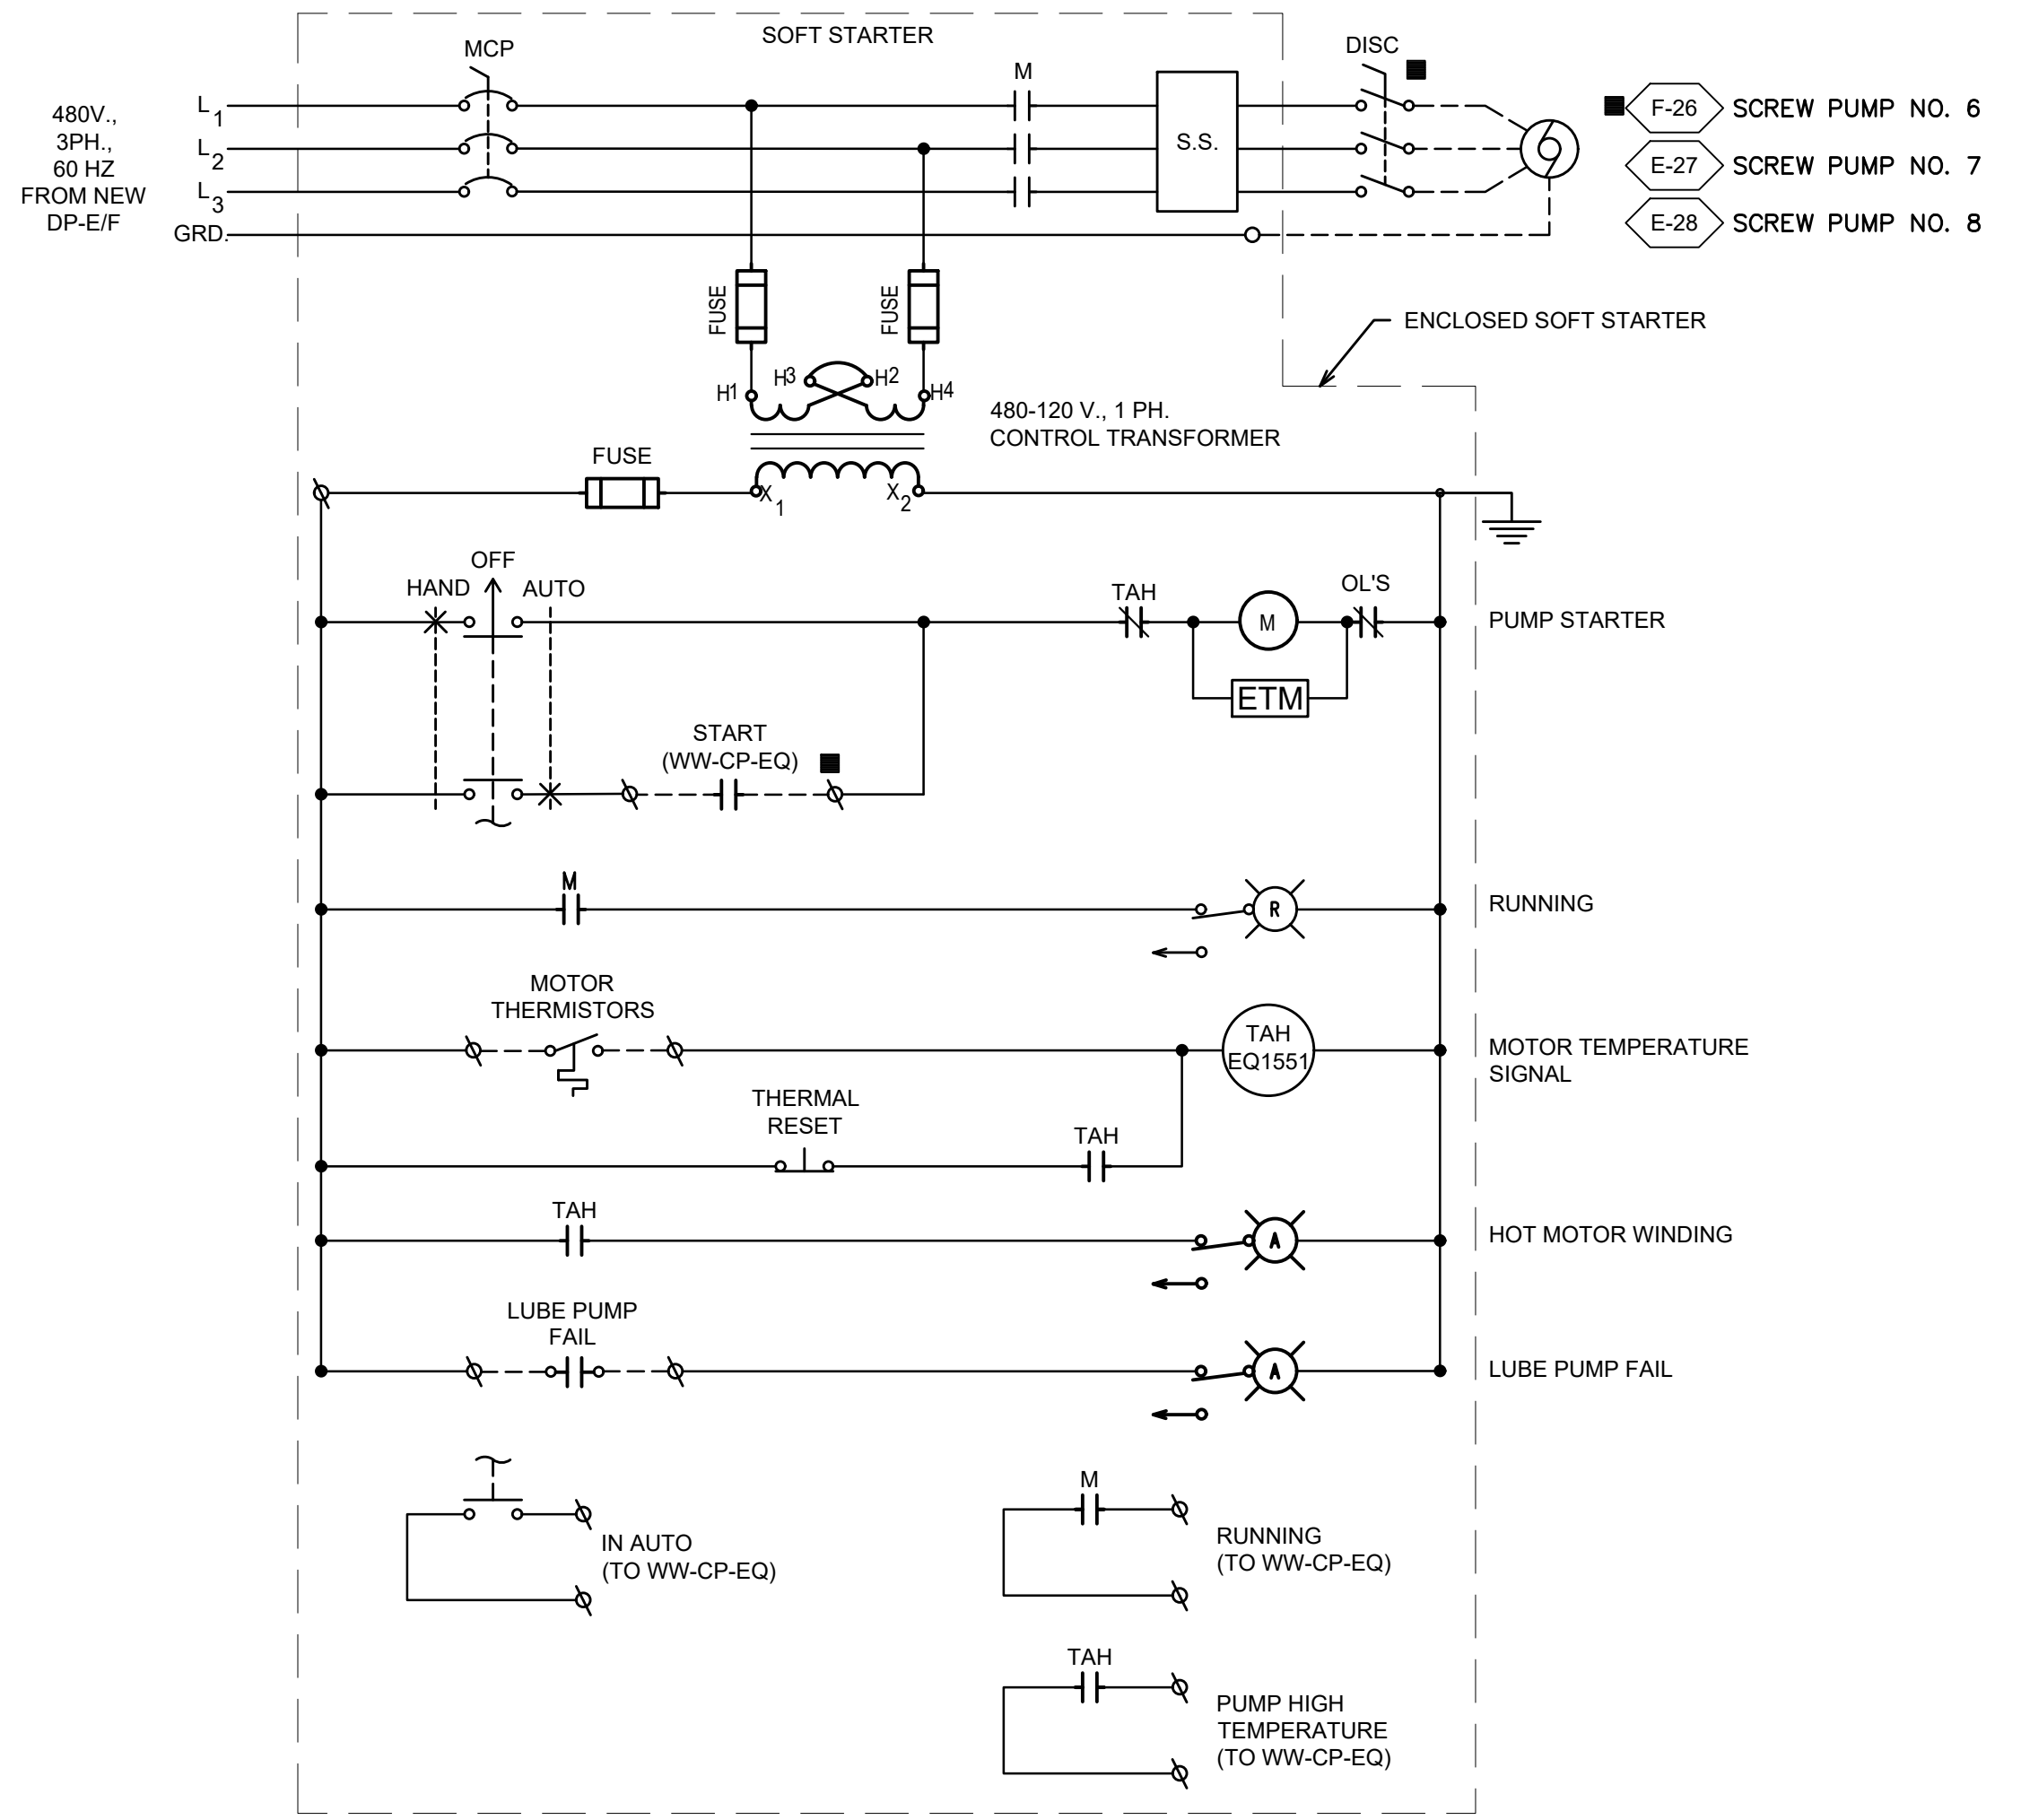 SOFT STARTER
MCP
M
DISC
480V.,
3PH.,
60 HZ
FROM NEW
DP-E/F
L1
L2
L3
GRD.
S.S.
F-26 SCREW PUMP NO. 6
E-27 SCREW PUMP NO. 7
E-28 SCREW PUMP NO. 8
FUSE
FUSE
ENCLOSED SOFT STARTER
H1
H3
H2
H4
480-120 V., 1 PH.
CONTROL TRANSFORMER
FUSE
X1
X2
HAND
OFF
AUTO
TAH
M
OL'S
PUMP STARTER
ETM
START
(WW-CP-EQ)
M
R
RUNNING
MOTOR
THERMISTORS
TAH
EQ1551
MOTOR TEMPERATURE
SIGNAL
THERMAL
RESET
TAH
TAH
A
HOT MOTOR WINDING
LUBE PUMP
FAIL
A
LUBE PUMP FAIL
IN AUTO
(TO WW-CP-EQ)
M
RUNNING
(TO WW-CP-EQ)
TAH
PUMP HIGH
TEMPERATURE
(TO WW-CP-EQ)